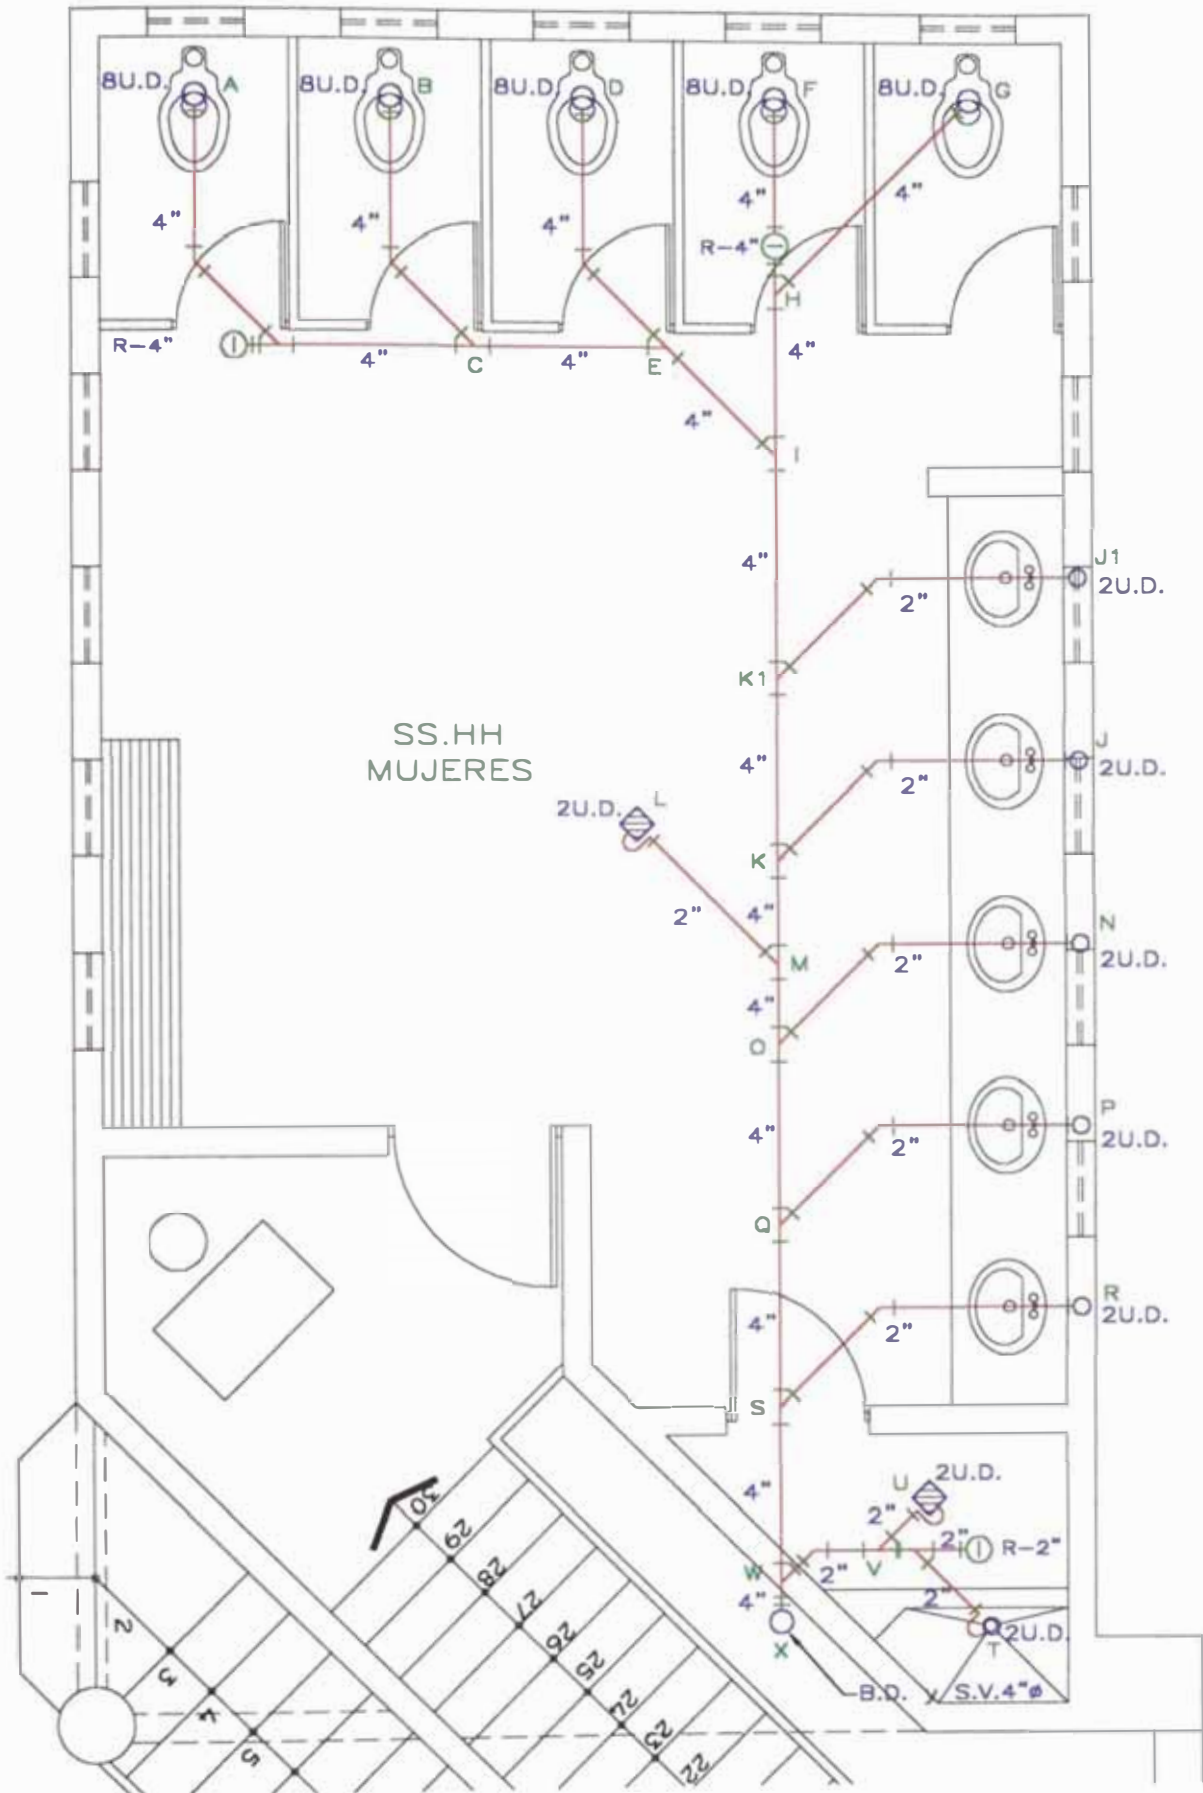 8U.D. A
8U.D. B
8U.D. D
8U.D. F
8U.D. G
4"
4"
4"
4"
4"
R-4"
H
R-4"
4"
C
4"
E
4"
4"
I
4"
J1
2U.D.
2"
K1
SS.HH
MUJERES
4"
J
2U.D.
2"
2U.D. L
K
4"
2"
N
2U.D.
2"
M
4"
O
P
2U.D.
4"
2"
Q
R
2U.D.
4"
2"
S
4"
U
2U.D.
2"
2"
R-2"
W
2"
V
4"
2"
2U.D.
T
X
B.D.
S.V.4"ø
30
29
28
27
26
25
24
23
22
1
2
3
4
5